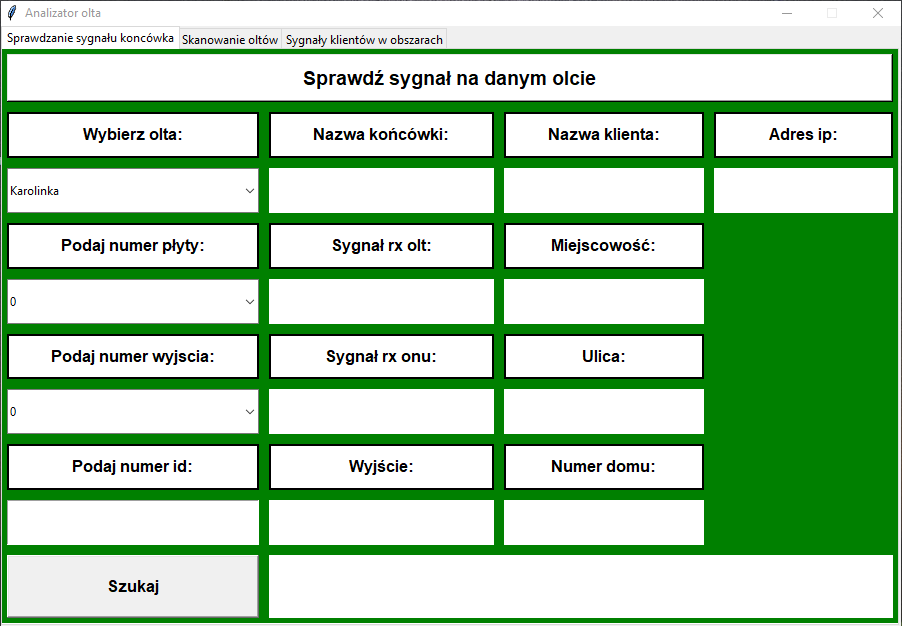 Analizator olta
Sprawdzanie sygnału koncówka Skanowanie oltów Sygnały klientów w obszarach
Sprawdź sygnał na danym olcie
Wybierz olta: Nazwa końcówki: Nazwa klienta: Adres ip:
Karolinka
Podaj numer płyty: Sygnał rx olt: Miejscowość:
0
Podaj numer wyjscia: Sygnał rx onu: Ulica:
0
Podaj numer id: Wyjście: Numer domu:
Szukaj